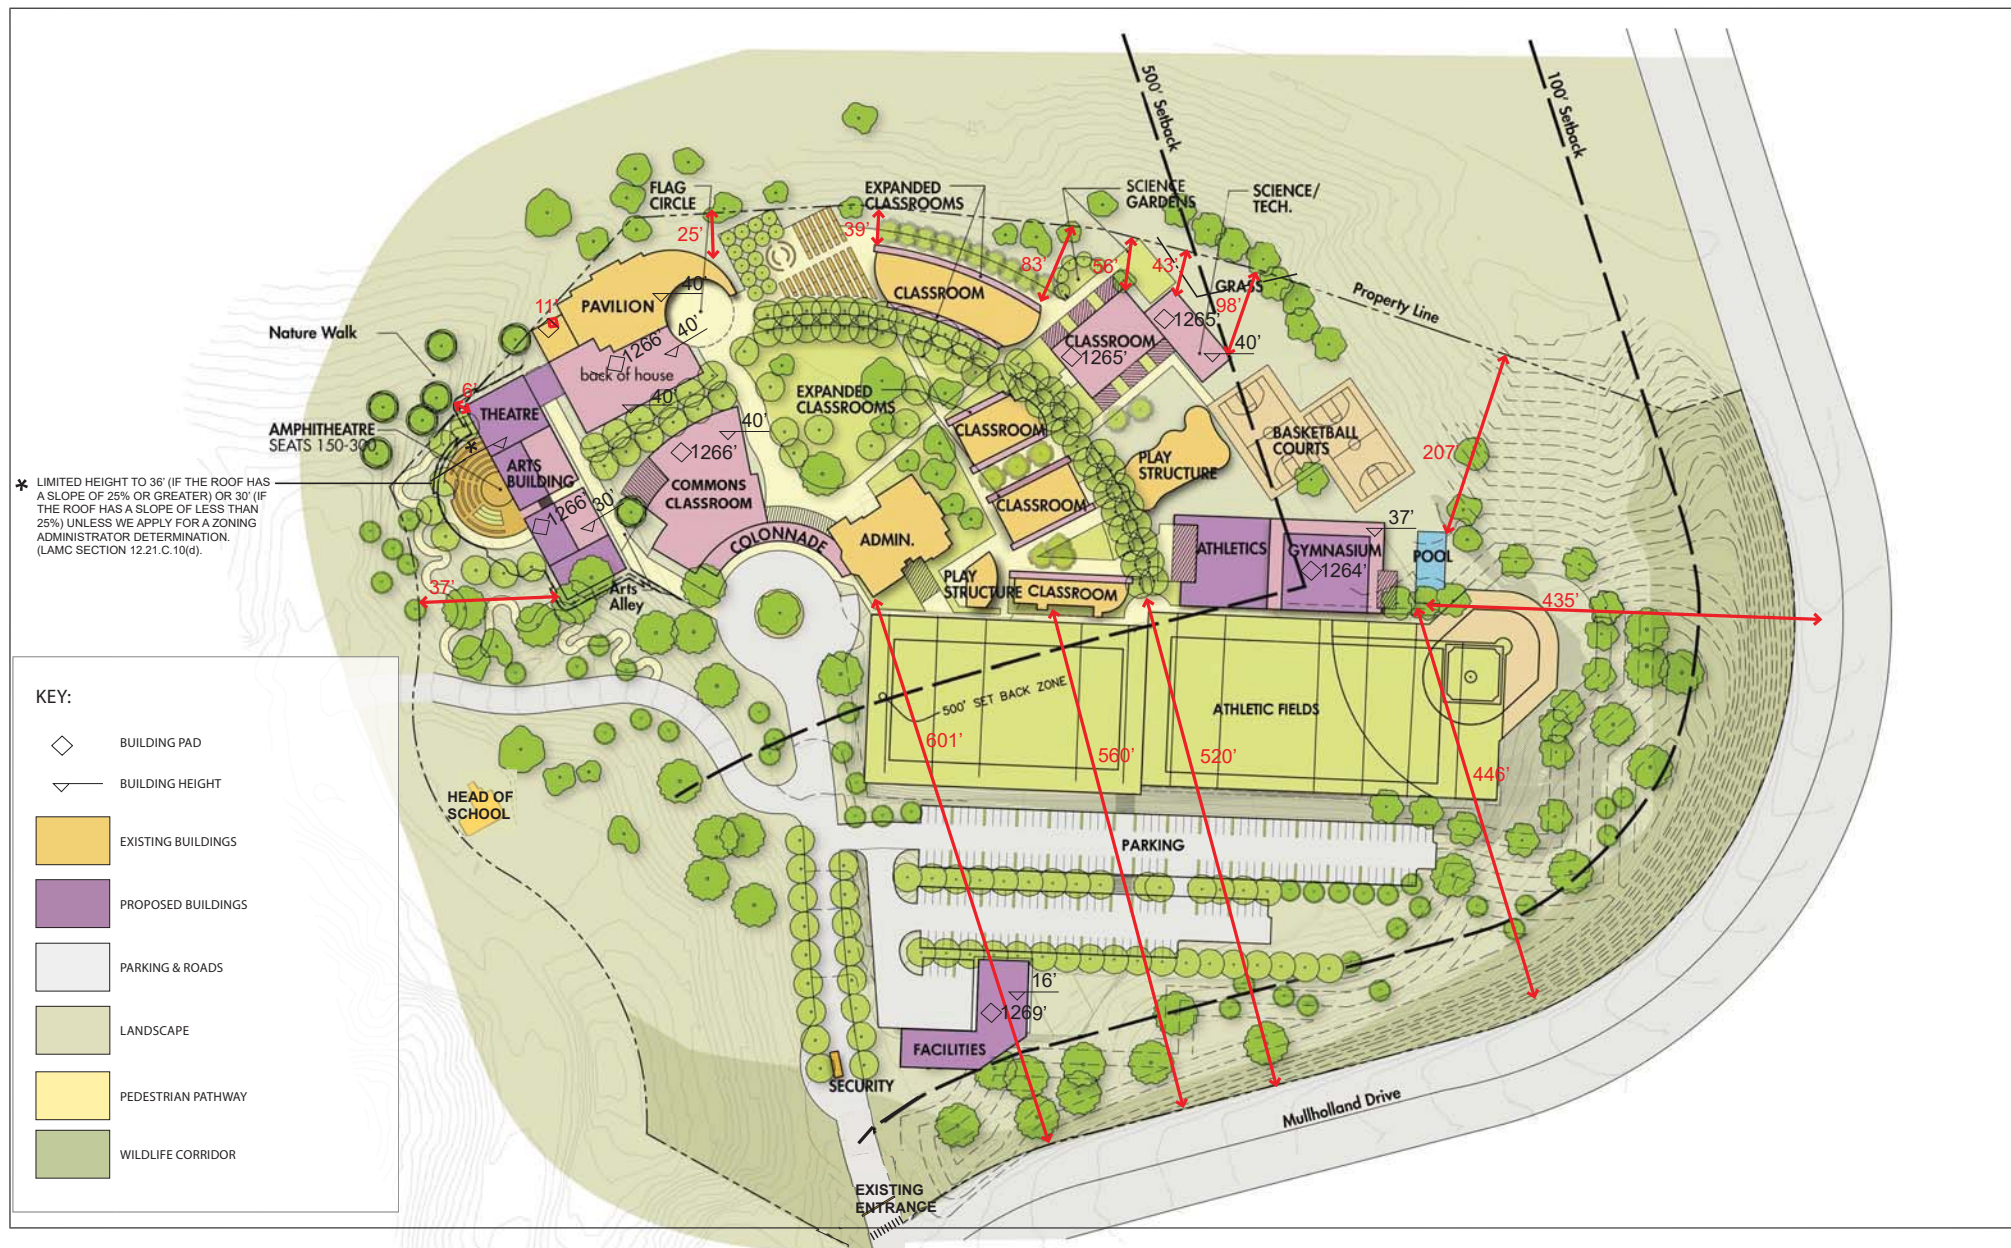 500' Setback
100' Setback
FLAG
CIRCLE
EXPANDED
CLASSROOMS
SCIENCE
GARDENS
SCIENCE/
TECH.
25'
39'
83'
56'
43'
98'
GRASS
Property Line
11'
PAVILION
40'
40'
CLASSROOM
Nature Walk
1266'
back of house
CLASSROOM
1265'
1265'
40'
6'
THEATRE
40'
EXPANDED
CLASSROOMS
AMPHITHEATRE
SEATS 150-300
40'
1266'
CLASSROOM
BASKETBALL
COURTS
207'
PLAY
STRUCTURE
* LIMITED HEIGHT TO 36' (IF THE ROOF HAS
A SLOPE OF 25% OR GREATER) OR 30' (IF
THE ROOF HAS A SLOPE OF LESS THAN
25%) UNLESS WE APPLY FOR A ZONING
ADMINISTRATOR DETERMINATION.
(LAMC SECTION 12.21.C.10(d).
ARTS
BUILDING
COMMONS
CLASSROOM
1266'
30'
CLASSROOM
37'
COLONNADE
ADMIN.
ATHLETICS
GYMNASIUM
1264'
POOL
37'
Arts
Alley
PLAY
STRUCTURE
CLASSROOM
435'
500' SET BACK ZONE
ATHLETIC FIELDS
601'
560'
520'
446'
KEY:
BUILDING PAD
BUILDING HEIGHT
EXISTING BUILDINGS
PROPOSED BUILDINGS
PARKING & ROADS
LANDSCAPE
PEDESTRIAN PATHWAY
WILDLIFE CORRIDOR
HEAD OF
SCHOOL
PARKING
16'
1269'
FACILITIES
SECURITY
Mullholland Drive
EXISTING
ENTRANCE